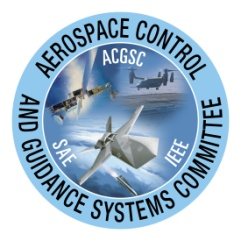 AEROSPACE CONTROL
AND GUIDANCE SYSTEMS COMMITTEE
ACGSC
SAE
IEEE